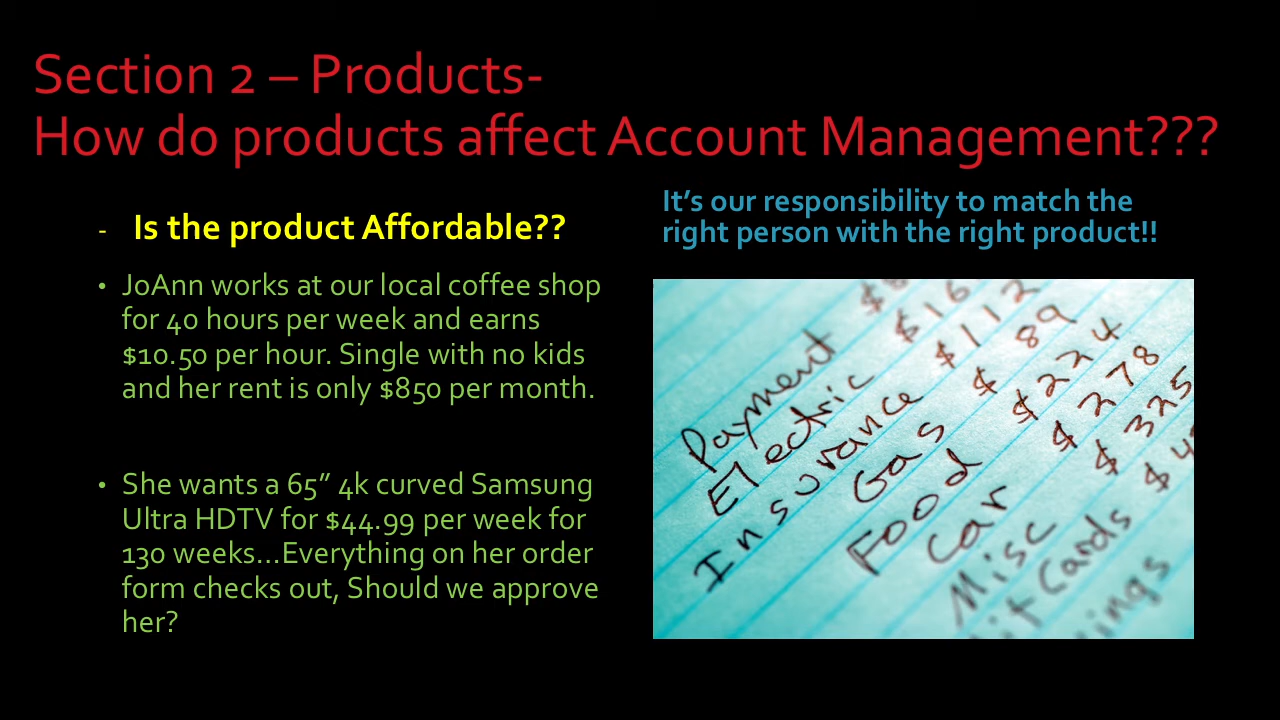 Section 2 – Products-
How do products affect Account Management???
- Is the product Affordable??
• JoAnn works at our local coffee shop
for 40 hours per week and earns
$10.50 per hour. Single with no kids
and her rent is only $850 per month.
• She wants a 65” 4k curved Samsung
Ultra HDTV for $44.99 per week for
130 weeks...Everything on her order
form checks out, Should we approve
her?
It’s our responsibility to match the
right person with the right product!!
Payment
Electric $16
Insurance $112
Gas $ 89
Food $224
Car $278
Misc $325
Cards